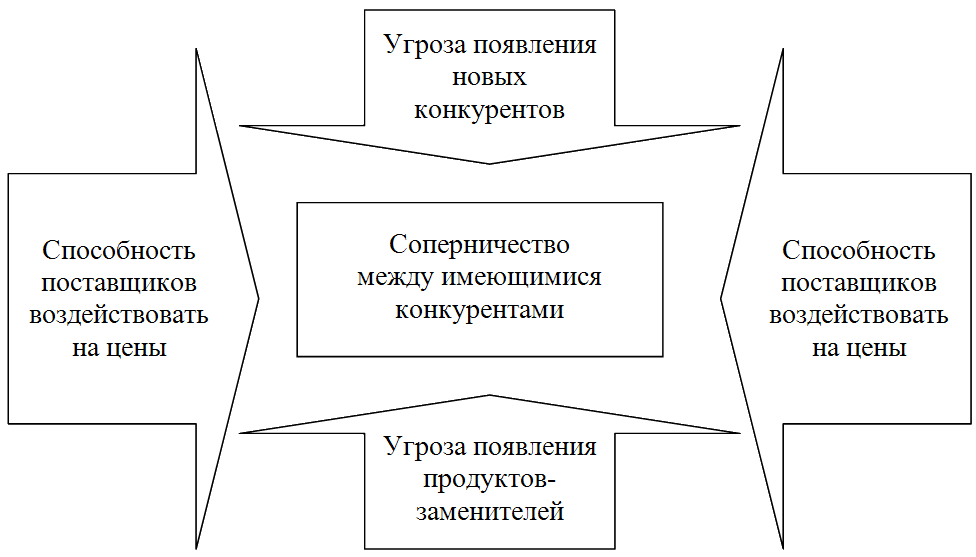 Угроза появления
новых
конкурентов
Способность
поставщиков
воздействовать
на цены
Соперничество
между имеющимися
конкурентами
Способность
поставщиков
воздействовать
на цены
Угроза появления
продуктов-
заменителей